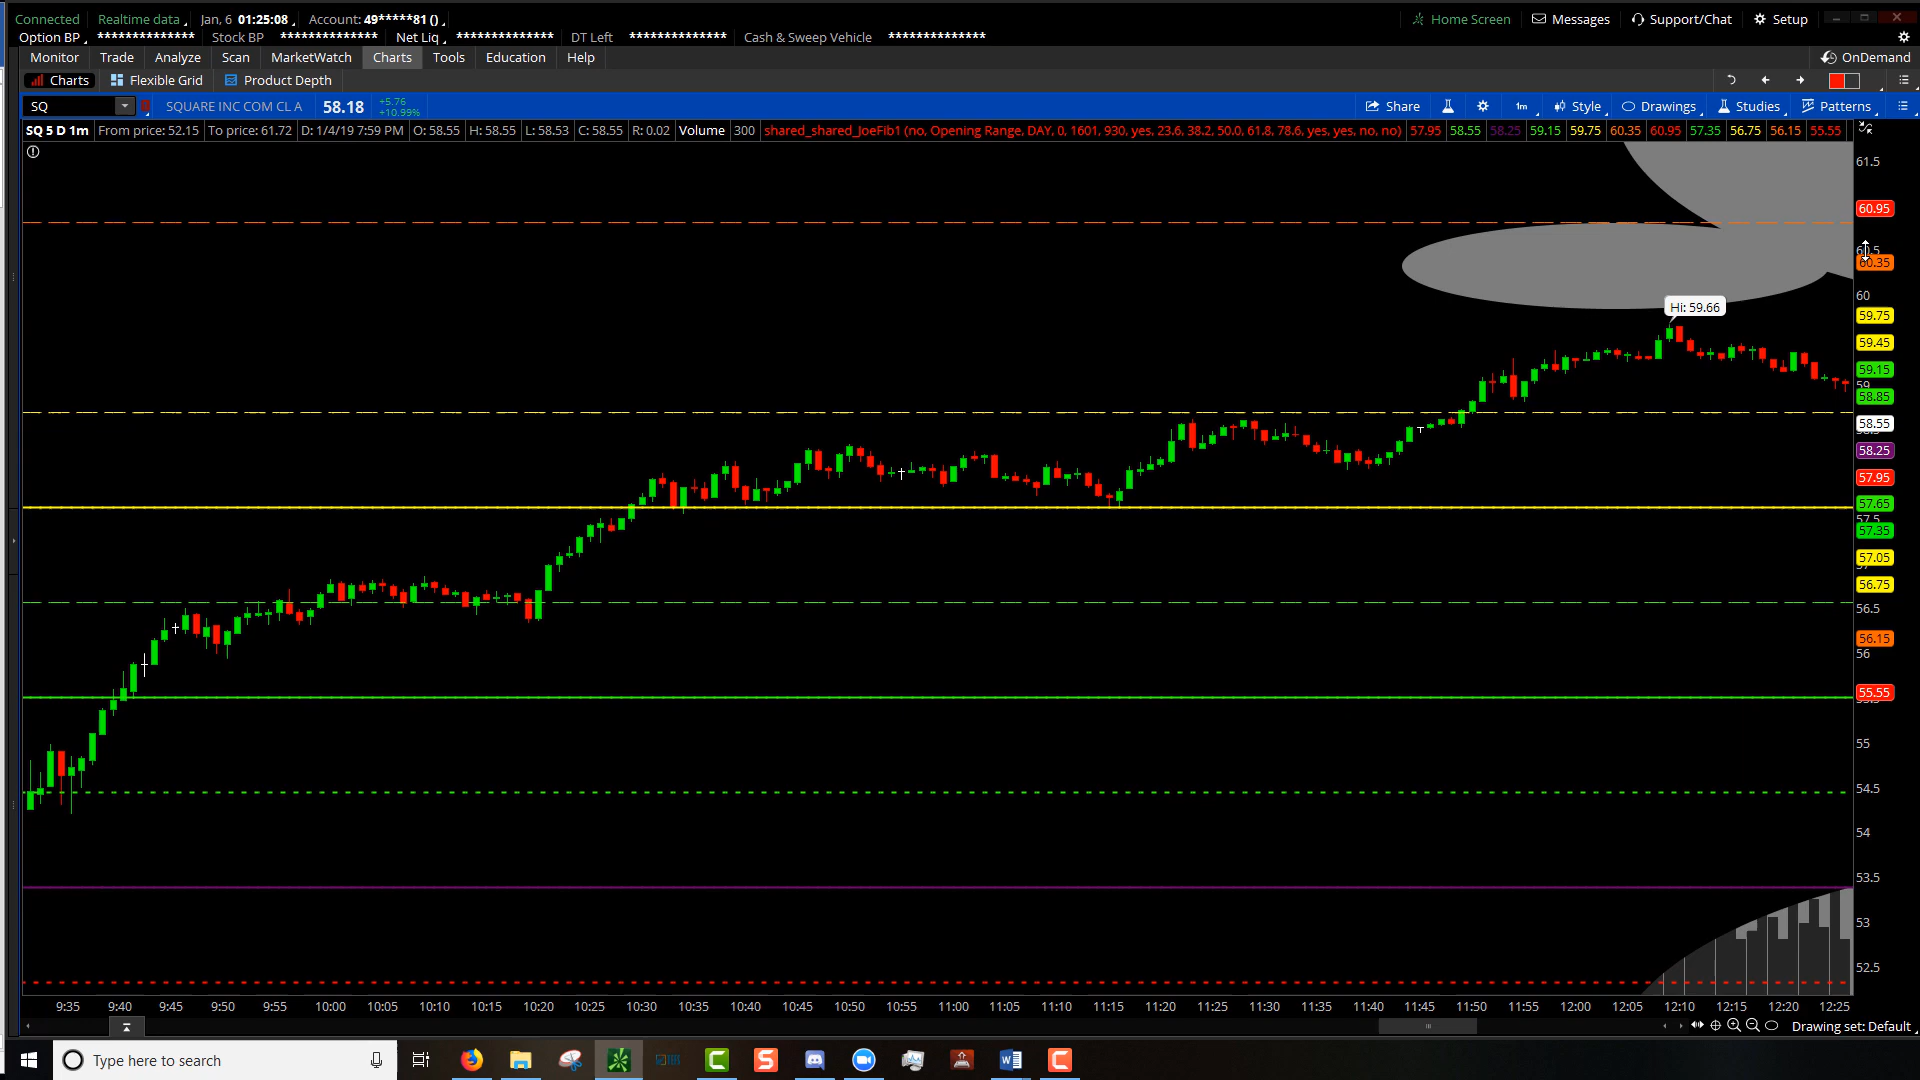 Connected Realtime data Jan, 6 01:25:08 Account: 49*****81 () Home Screen Messages Support/Chat Setup
Option BP ************** Stock BP ************** Net Liq ************** DT Left ************** Cash & Sweep Vehicle **************
Monitor Trade Analyze Scan MarketWatch Charts Tools Education Help OnDemand
Charts Flexible Grid Product Depth
SQ SQUARE INC COM CL A 58.18 +5.76 +10.99% Share 1m Style Drawings Studies Patterns
SQ 5 D 1m From price: 52.15 To price: 61.72 D: 1/4/19 7:59 PM O: 58.55 H: 58.55 L: 58.53 C: 58.55 R: 0.02 Volume 300 shared_shared_JoeFib1 (no, Opening Range, DAY, 0, 1601, 930, yes, 23.6, 38.2, 50.0, 61.8, 78.6, yes, yes, no, no) 57.95 58.55 58.25 59.15 59.75 60.35 60.95 57.35 56.75 56.15 55.55
61.5
60.95
60.35
60
Hi: 59.66
59.75
59.45
59.15
59
58.85
58.55
58.25
57.95
57.65
57.5
57.35
57.05
56.75
56.5
56.15
56
55.55
55
54.5
54
53.5
53
52.5
9:35 9:40 9:45 9:50 9:55 10:00 10:05 10:10 10:15 10:20 10:25 10:30 10:35 10:40 10:45 10:50 10:55 11:00 11:05 11:10 11:15 11:20 11:25 11:30 11:35 11:40 11:45 11:50 11:55 12:00 12:05 12:10 12:15 12:20 12:25
Drawing set: Default
Type here to search